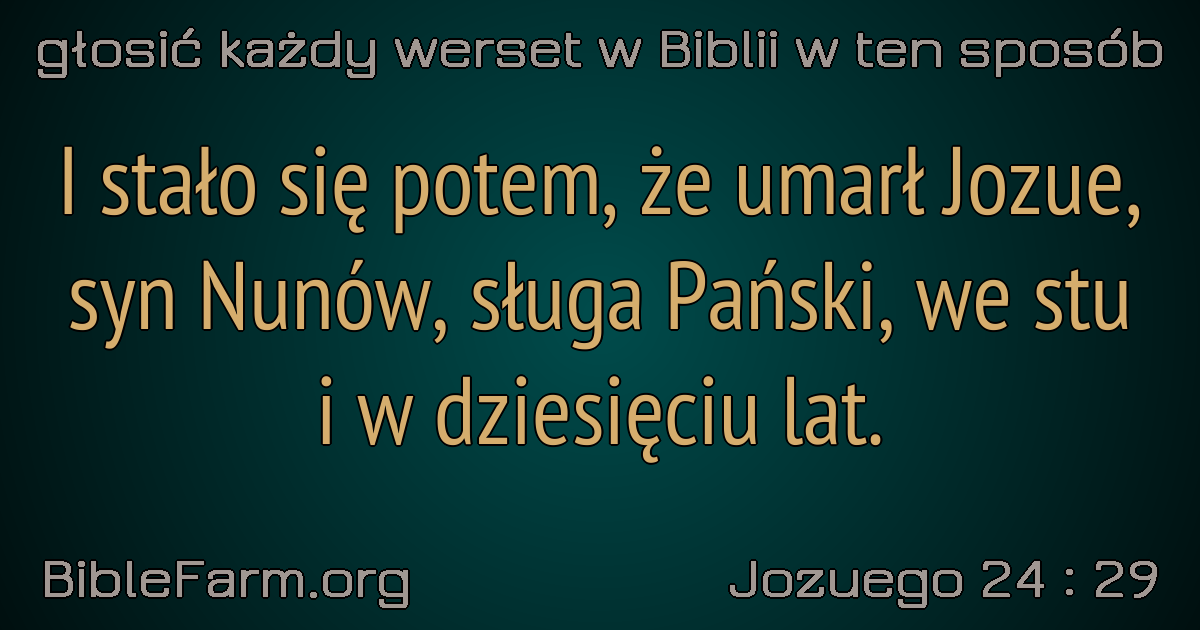 głosić każdy werset w Biblii w ten sposób
I stało się potem, że umarł Jozue,
syn Nunów, sługa Pański, we stu
i w dziesięciu lat.
BibleFarm.org
Jozuego 24 : 29